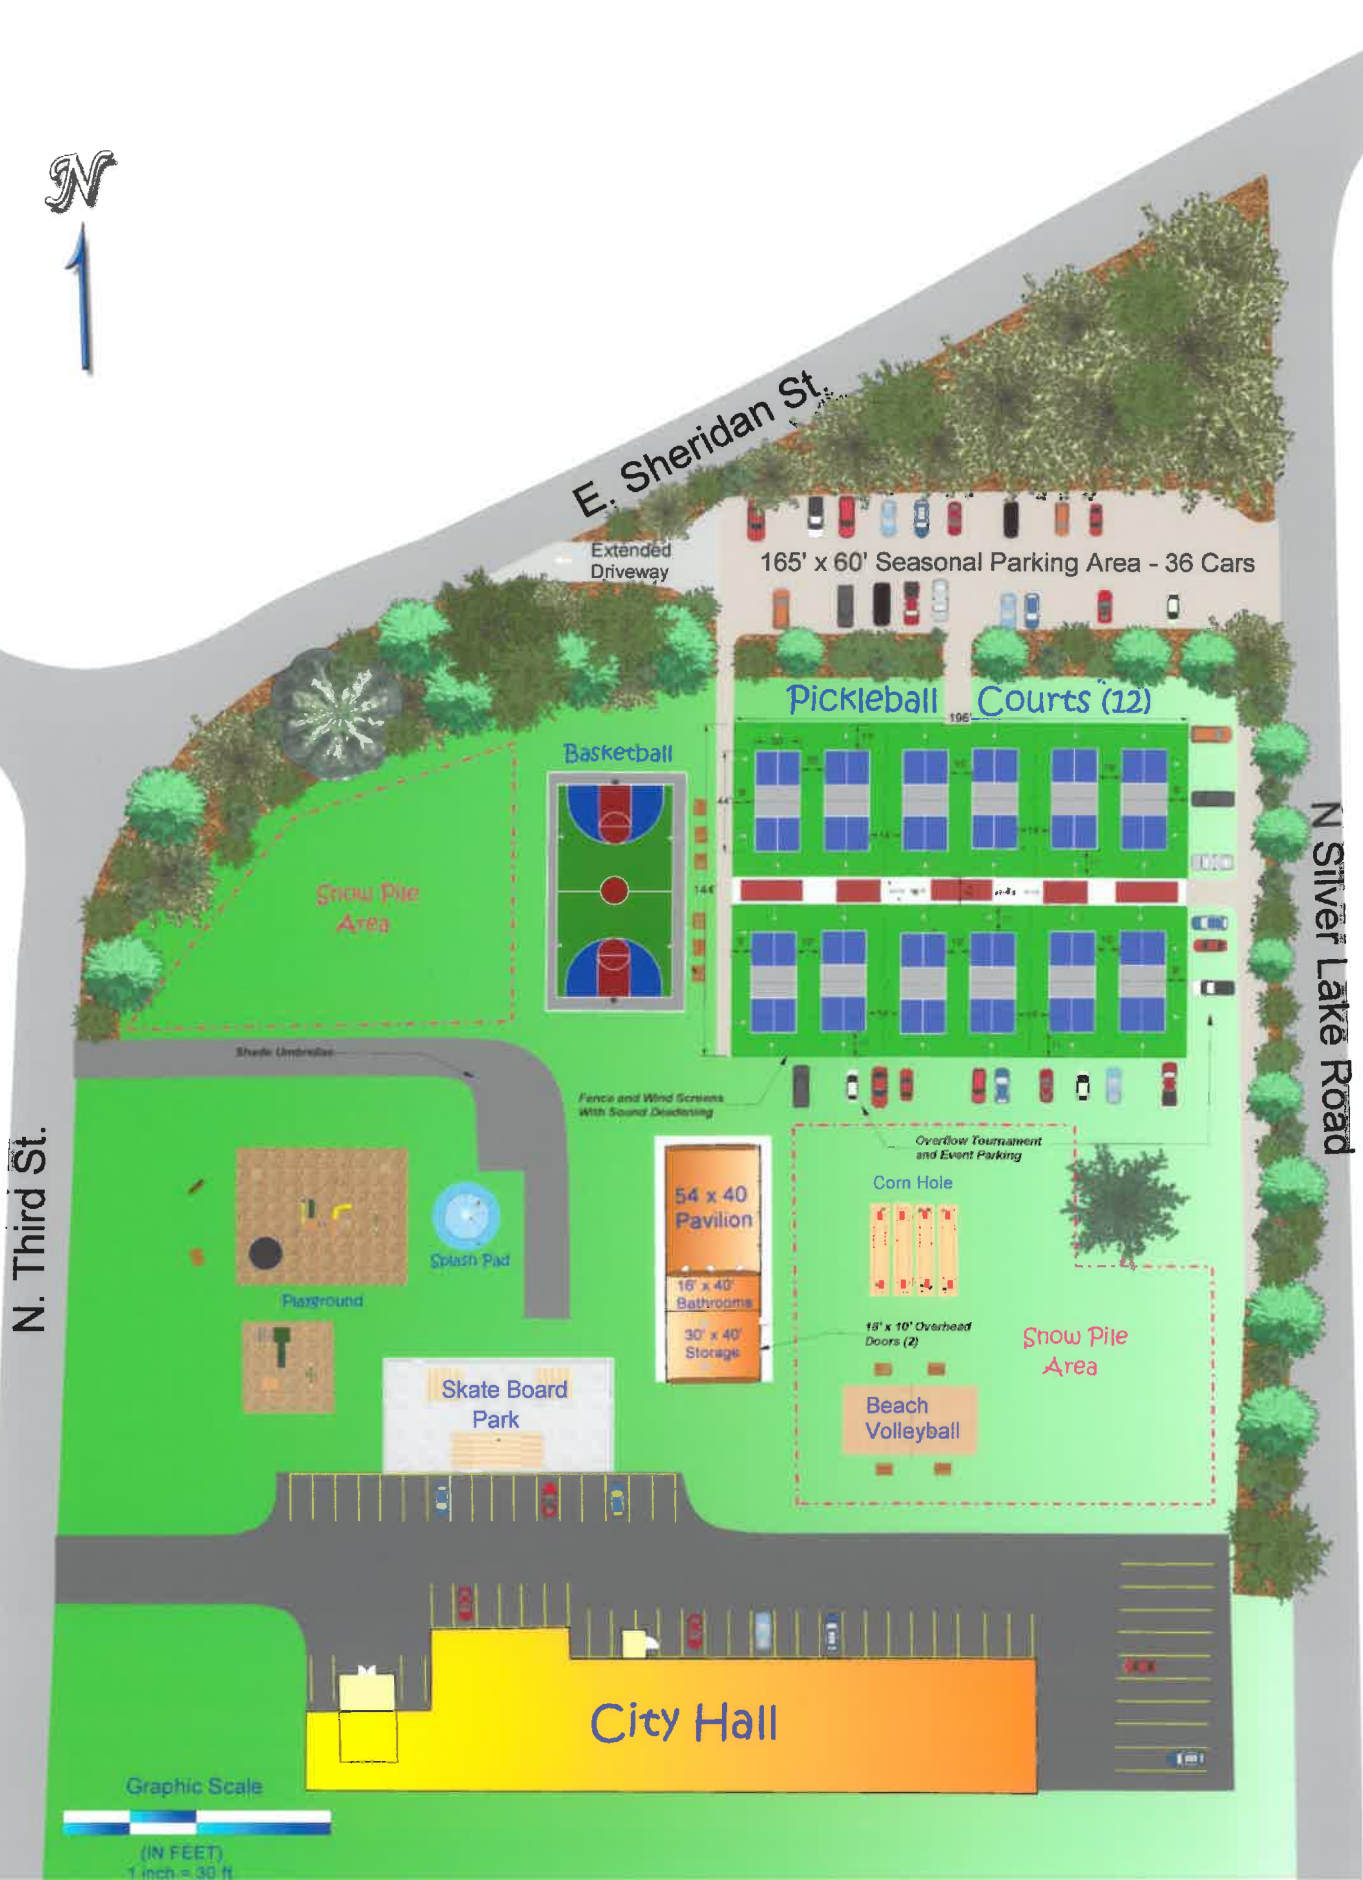 N
E. Sheridan St.
Extended
Driveway
165' x 60' Seasonal Parking Area - 36 Cars
Pickleball Courts (12)
196'
Basketball
44'
144'
Snow Pile
Area
N Silver Lake Road
Shade Umbrellas
Fence and Wind Screens
With Sound Deadening
Overflow Tournament
and Event Parking
N. Third St.
Corn Hole
54 x 40
Pavilion
Splash Pad
16' x 40'
Bathrooms
Playground
18' x 10' Overhead
Doors (2)
30' x 40'
Storage
Snow Pile
Area
Skate Board
Park
Beach
Volleyball
City Hall
Graphic Scale
(IN FEET)
1 inch = 30 ft